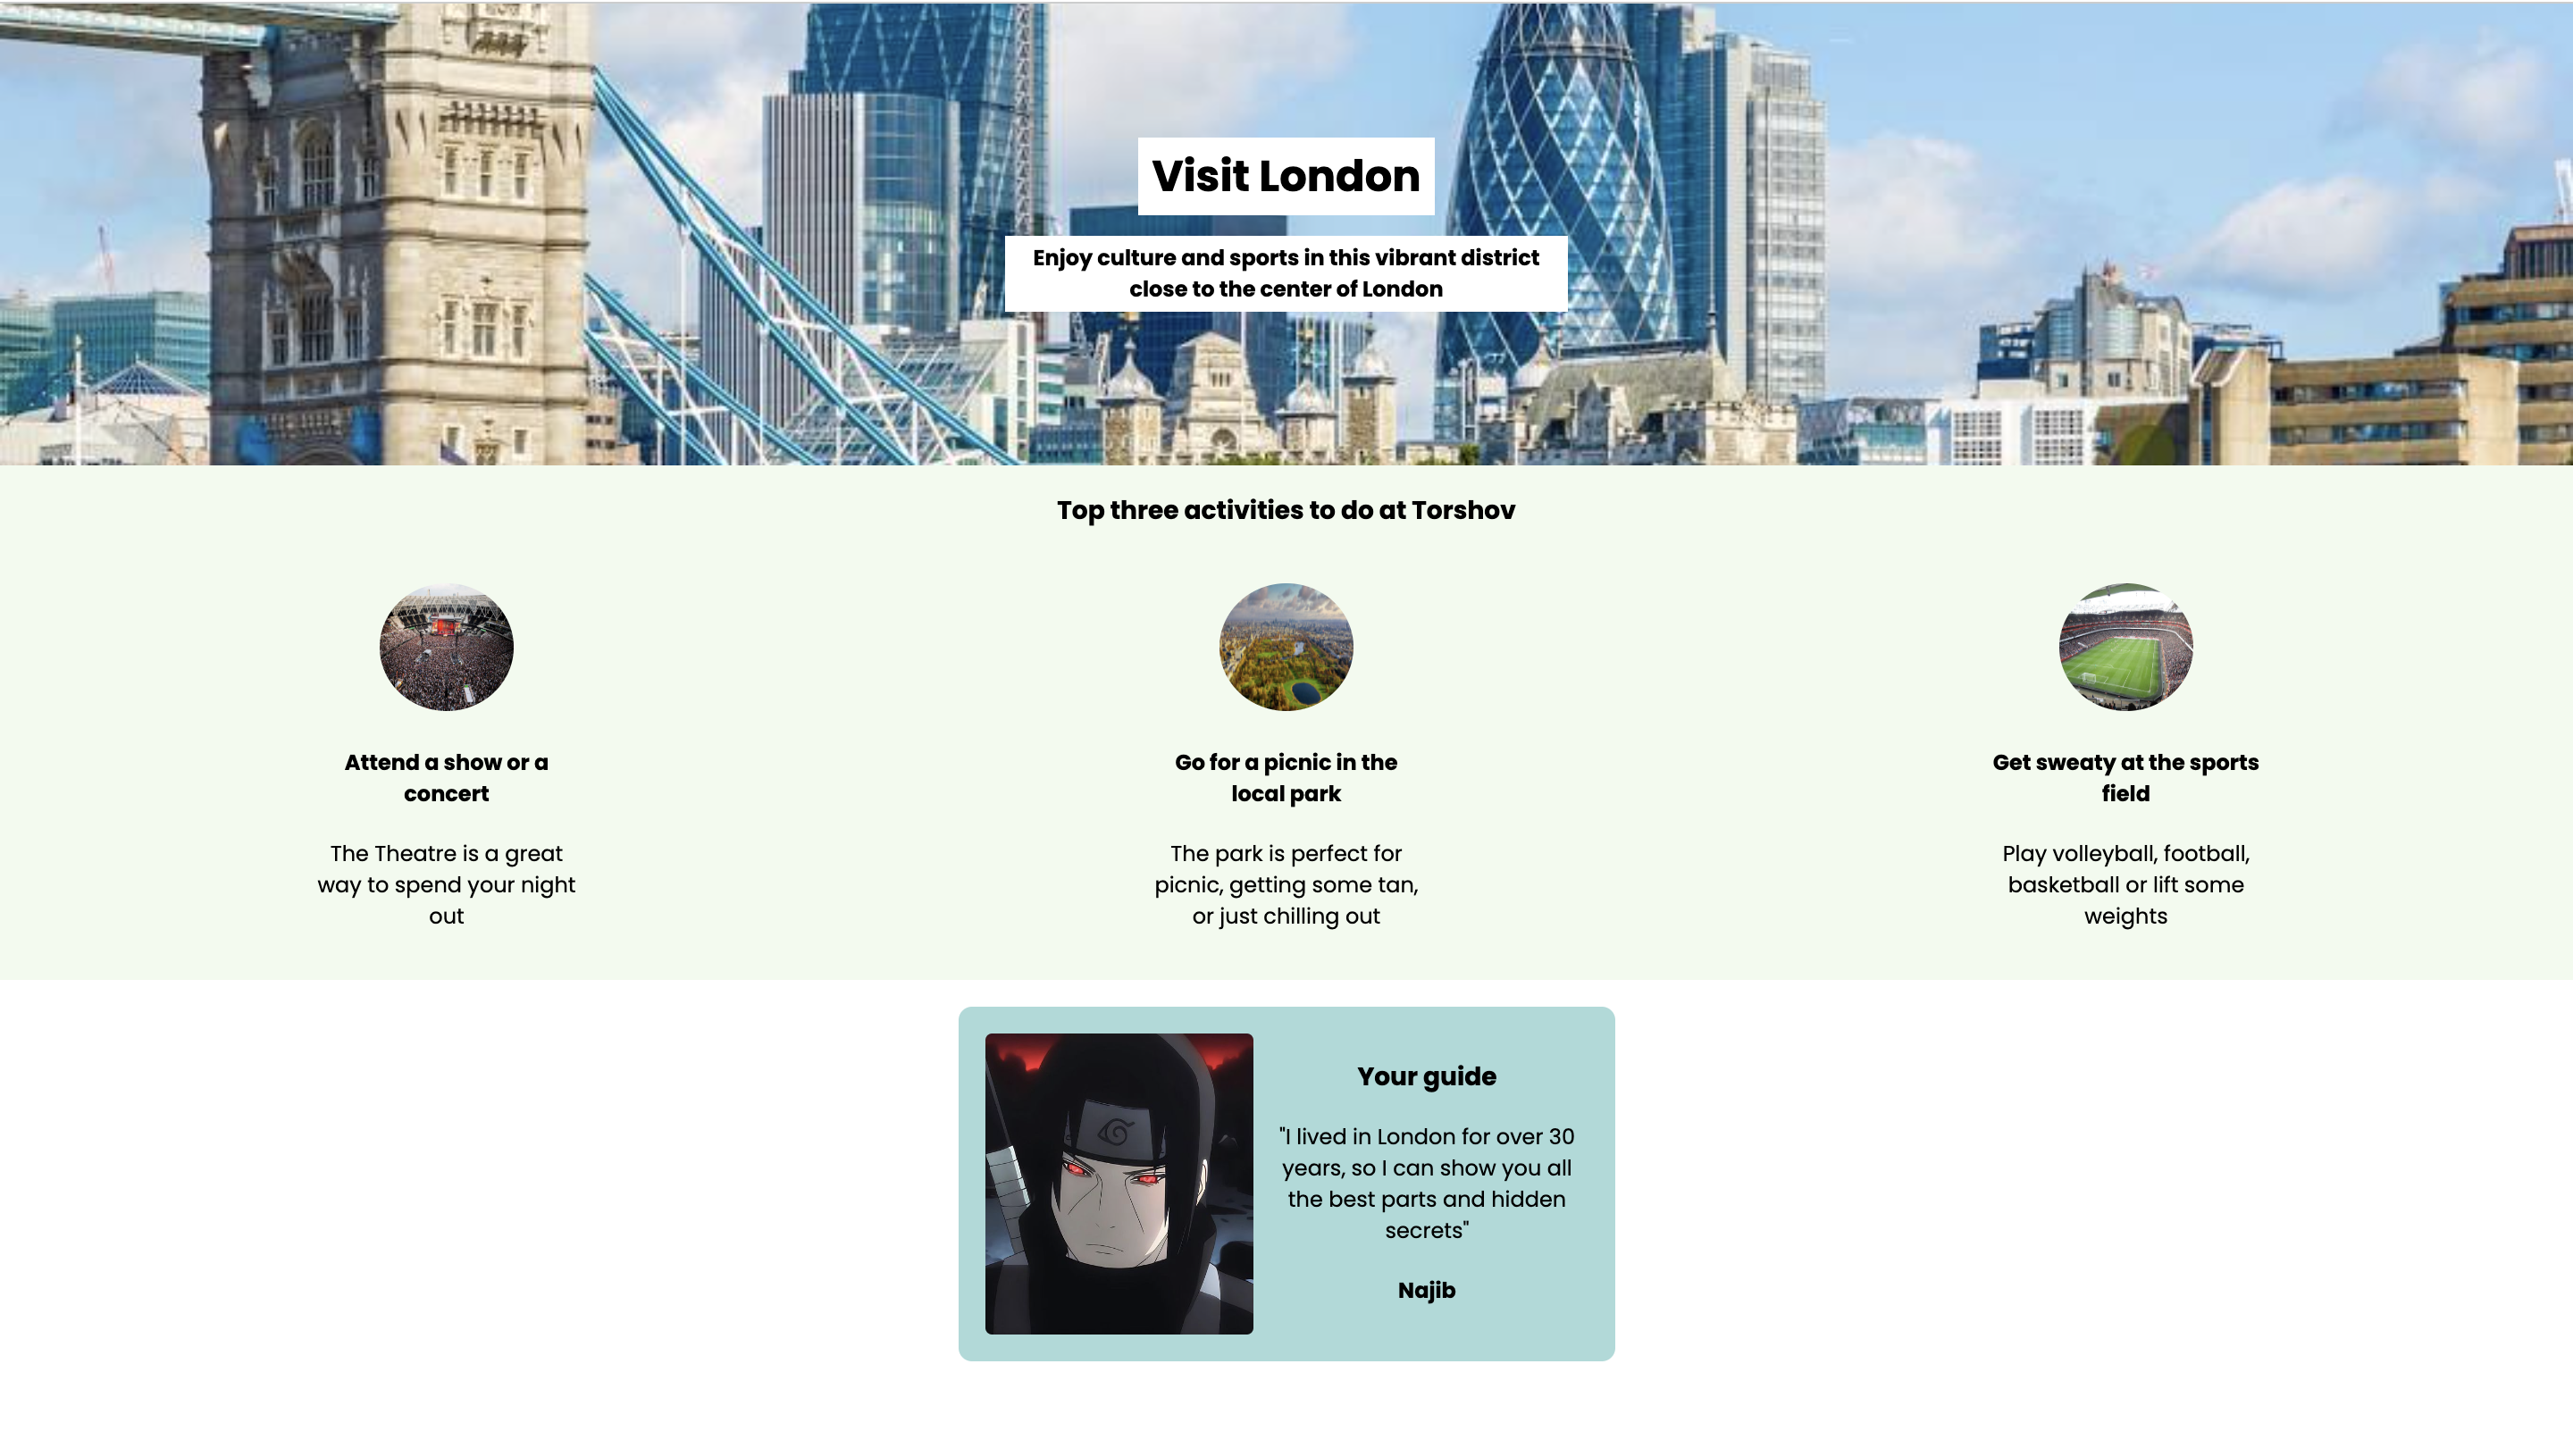 Visit London
Enjoy culture and sports in this vibrant district
close to the center of London
Top three activities to do at Torshov
Attend a show or a
concert
The Theatre is a great
way to spend your night
out
Go for a picnic in the
local park
The park is perfect for
picnic, getting some tan,
or just chilling out
Get sweaty at the sports
field
Play volleyball, football,
basketball or lift some
weights
Your guide
"I lived in London for over 30
years, so I can show you all
the best parts and hidden
secrets"
Najib